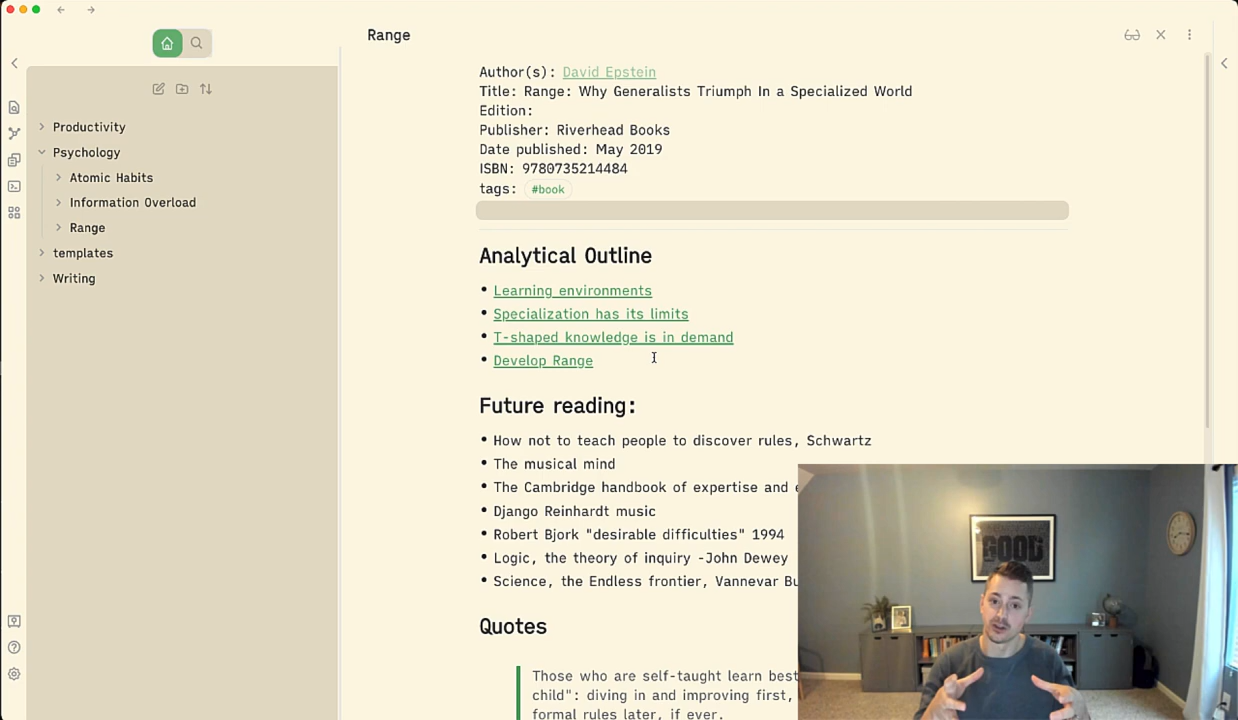 Range
Productivity
Psychology
Atomic Habits
Information Overload
Range
templates
Writing
Author(s): David Epstein
Title: Range: Why Generalists Triumph In a Specialized World
Edition:
Publisher: Riverhead Books
Date published: May 2019
ISBN: 9780735214484
tags: #book
Analytical Outline
• Learning environments
• Specialization has its limits
• T-shaped knowledge is in demand
• Develop Range
Future reading:
• How not to teach people to discover rules, Schwartz
• The musical mind
• The Cambridge handbook of expertise and
• Django Reinhardt music
• Robert Bjork "desirable difficulties" 1994
• Logic, the theory of inquiry -John Dewey
• Science, the Endless frontier, Vannevar
Quotes
Those who are self-taught learn best
child": diving in and improving first,
formal rules later, if ever.
GOOD